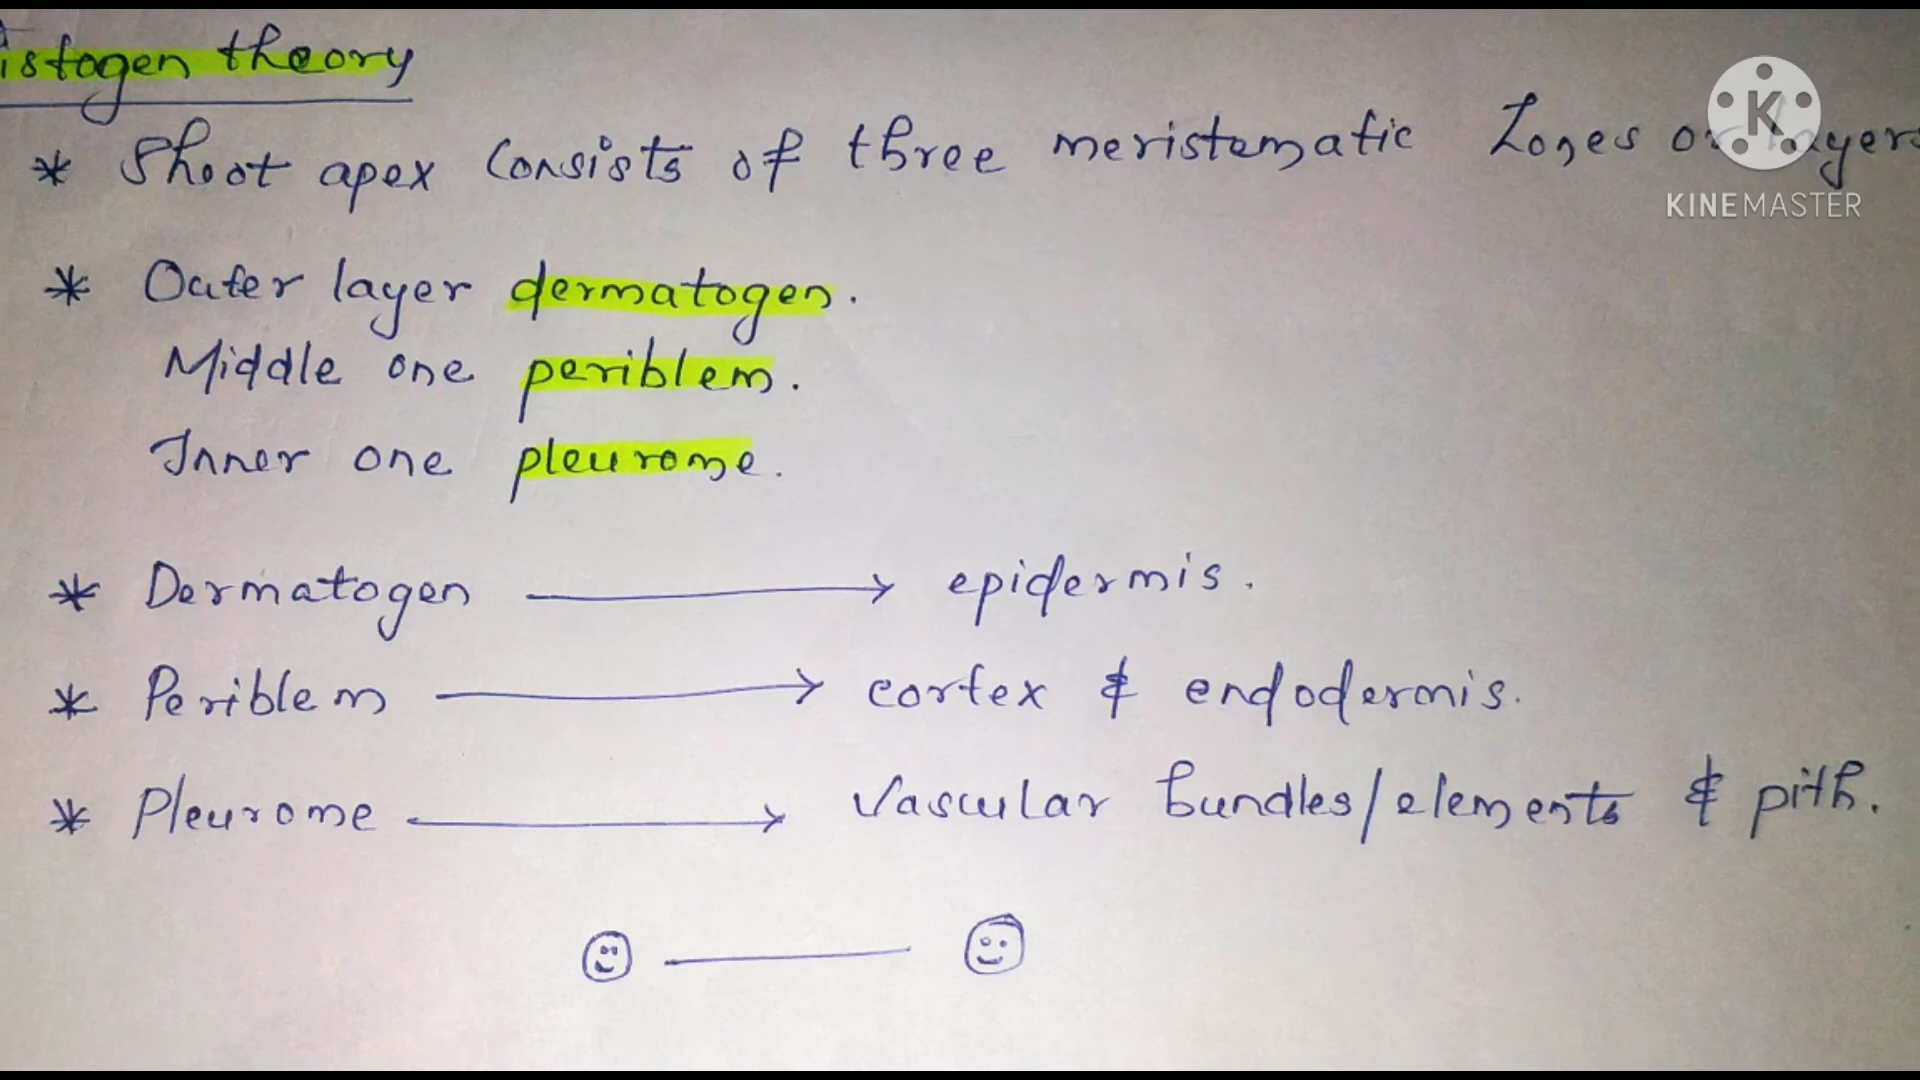 istogen theory
* Shoot apex consists of three meristematic Zones or layers
KINEMASTER
* Outer layer dermatogen.
Middle one periblem.
Inner one pleurome.
* Dermatogen → epidermis.
* Periblem → cortex & endodermis.
* Pleurome → Vascular bundles/elements & pith.